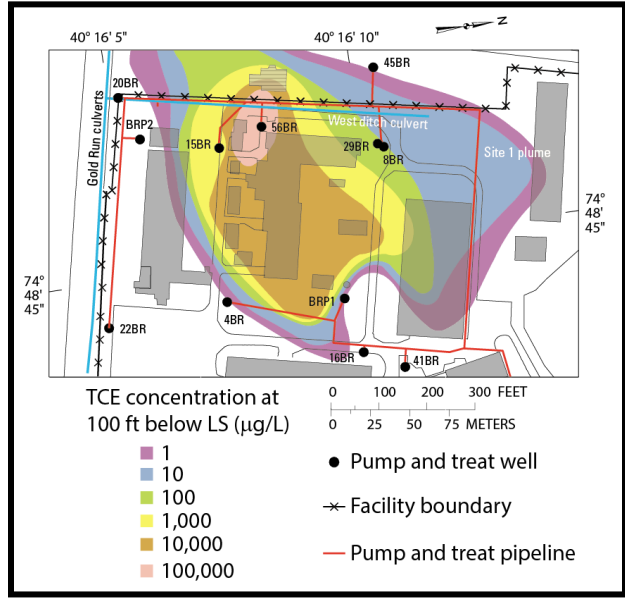 N
40 16' 5"
40° 16' 10"
45BR
20BR
BRP2
56BR
West ditch culvert
15BR
29BR
8BR
Site 1 plume
Gold Run culverts
74°
48'
45"
74°
48'
45"
BRP1
4BR
22BR
16BR
41BR
TCE concentration at
100 ft below LS (µg/L)
1
10
100
1,000
10,000
100,000
0 100 200 300 FEET
0 25 50 75 METERS
Pump and treat well
Facility boundary
Pump and treat pipeline